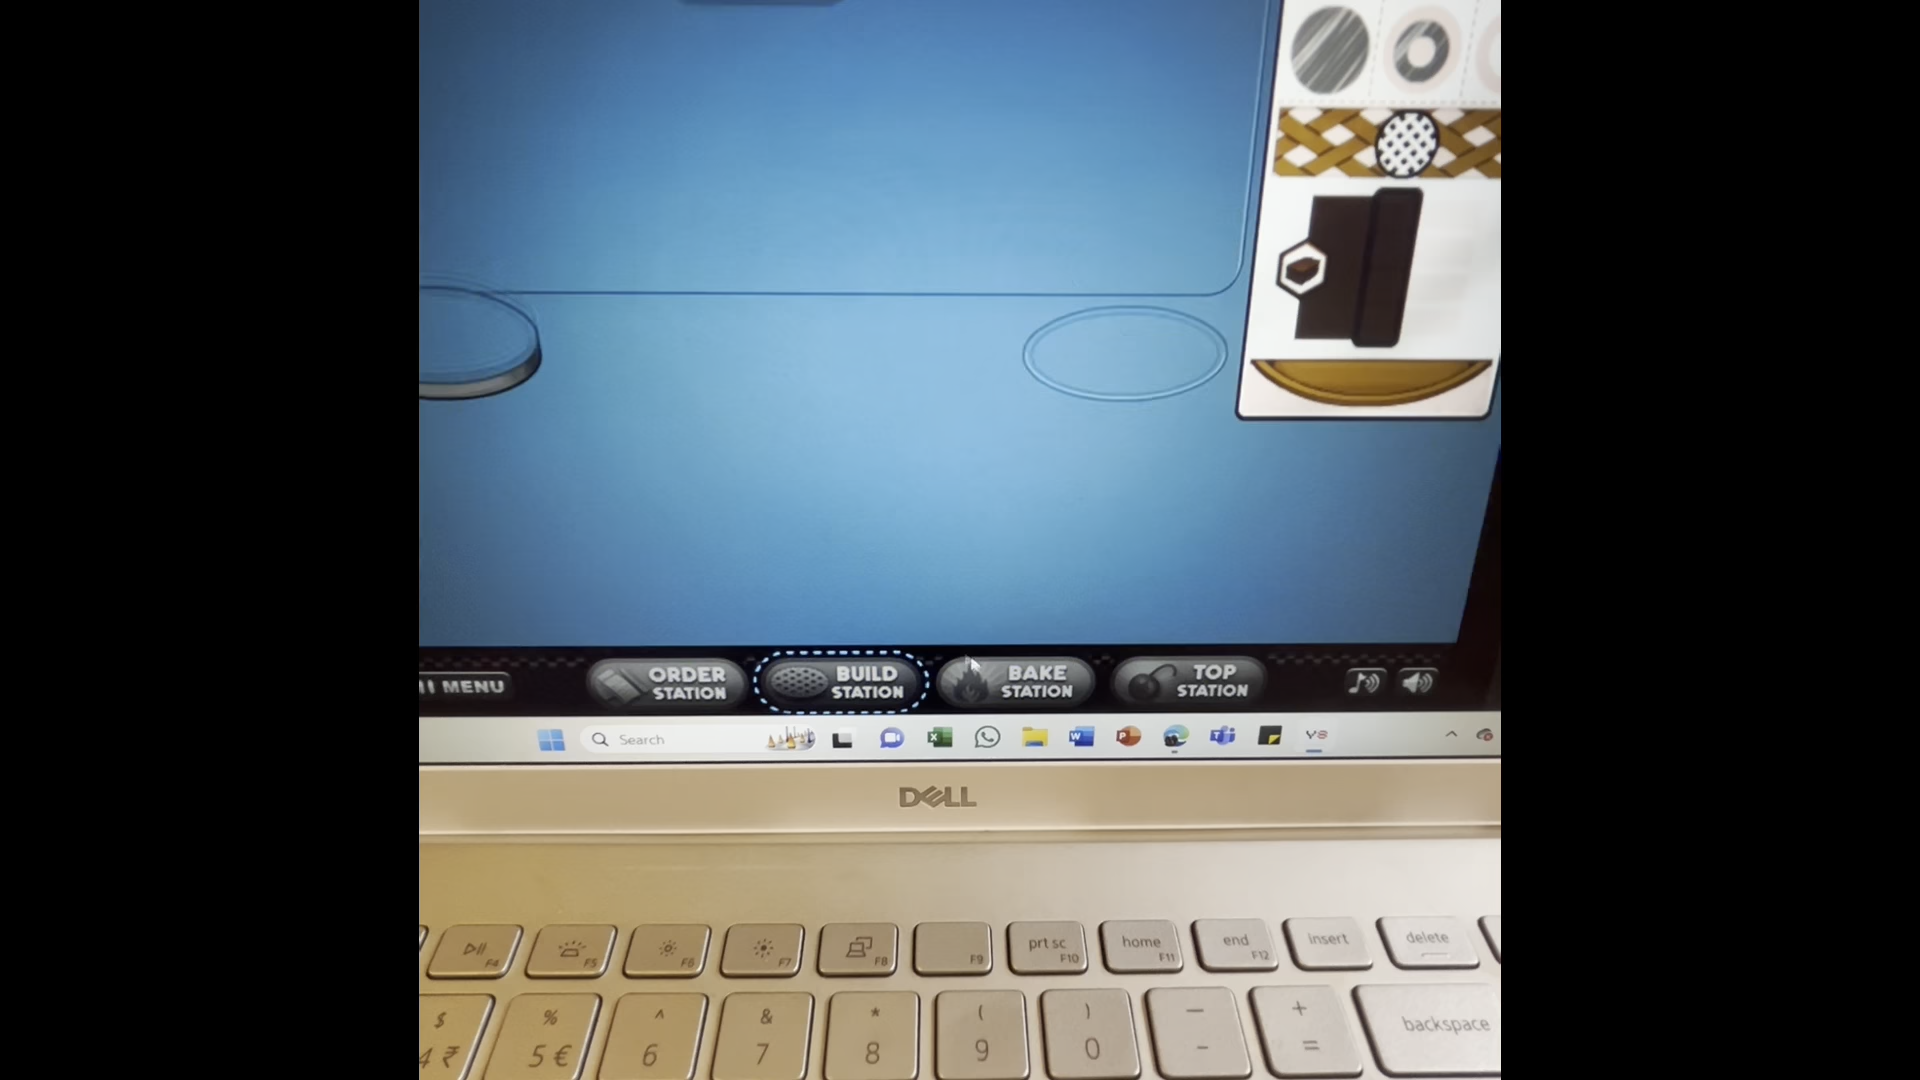 II MENU
ORDER
STATION
BUILD
STATION
BAKE
STATION
TOP
STATION
Search
DELL
F4
F5
F6
F7
F8
F9
prt sc
F10
home
F11
end
F12
insert
delete
$
4 ₹
%
5 €
^
6
&
7
*
8
(
9
)
0
—
-
+
=
backspace